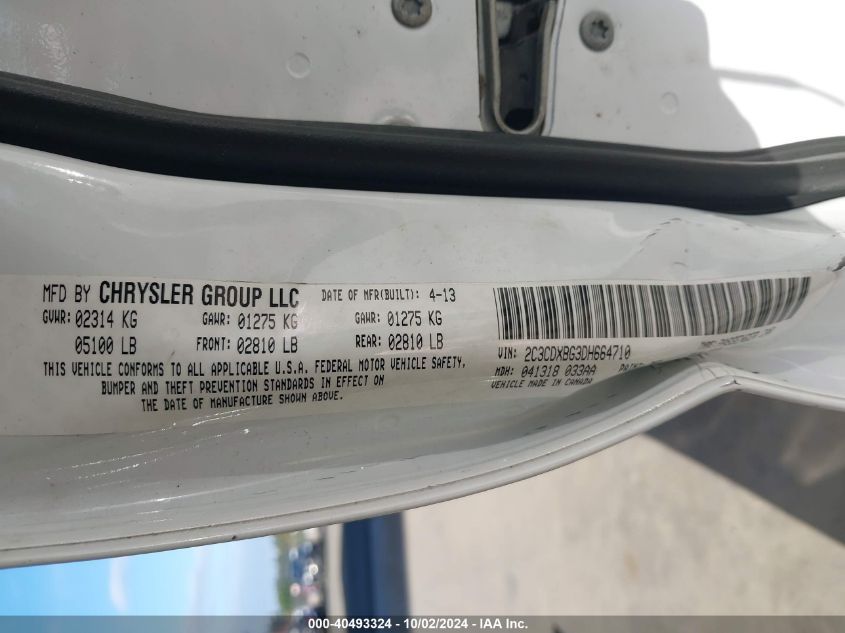 MFD BY CHRYSLER GROUP LLC DATE OF MFR(BUILT): 4-13
GVWR: 02314 KG GAWR: 01275 KG GAWR: 01275 KG
05100 LB FRONT: 02810 LB REAR: 02810 LB
THIS VEHICLE CONFORMS TO ALL APPLICABLE U.S.A. FEDERAL MOTOR VEHICLE SAFETY,
BUMPER AND THEFT PREVENTION STANDARDS IN EFFECT ON
THE DATE OF MANUFACTURE SHOWN ABOVE.
VIN: 2C3CDXBG3DH664710
MDH: 041318 033AA
VEHICLE MADE IN CANADA
000-40493324 - 10/02/2024 - IAA Inc.